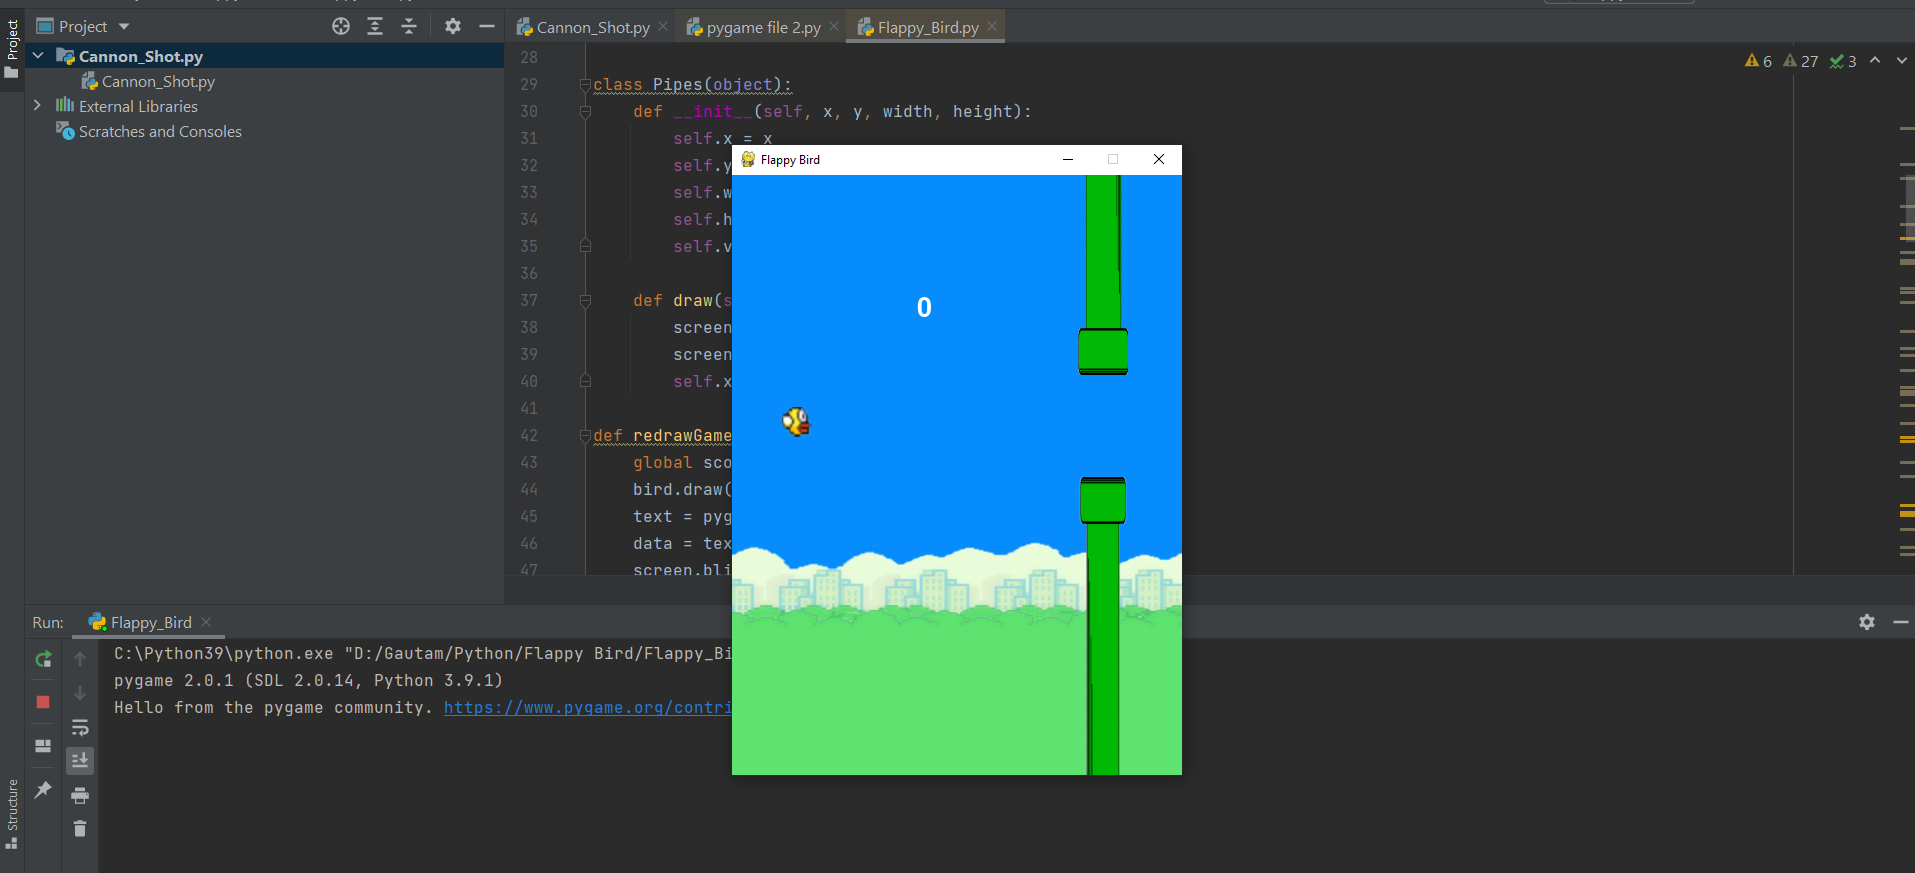 Project
Project
Cannon_Shot.py
pygame file 2.py
Flappy_Bird.py
Cannon_Shot.py
Cannon_Shot.py
External Libraries
Scratches and Consoles
6
27
3
28
29 class Pipes(object):
30 def __init__(self, x, y, width, height):
31 self.x = x
32 self.y
33 self.w
34 self.h
35 self.v
36
37 def draw(s
38 screen
39 screen
40 self.x
41
42 def redrawGame
43 global sco
44 bird.draw(
45 text = pyg
46 data = tex
47 screen.bli
Flappy Bird
0
Run:
Flappy_Bird
C:\Python39\python.exe "D:/Gautam/Python/Flappy Bird/Flappy_Bi
pygame 2.0.1 (SDL 2.0.14, Python 3.9.1)
Hello from the pygame community. https://www.pygame.org/contri
Structure